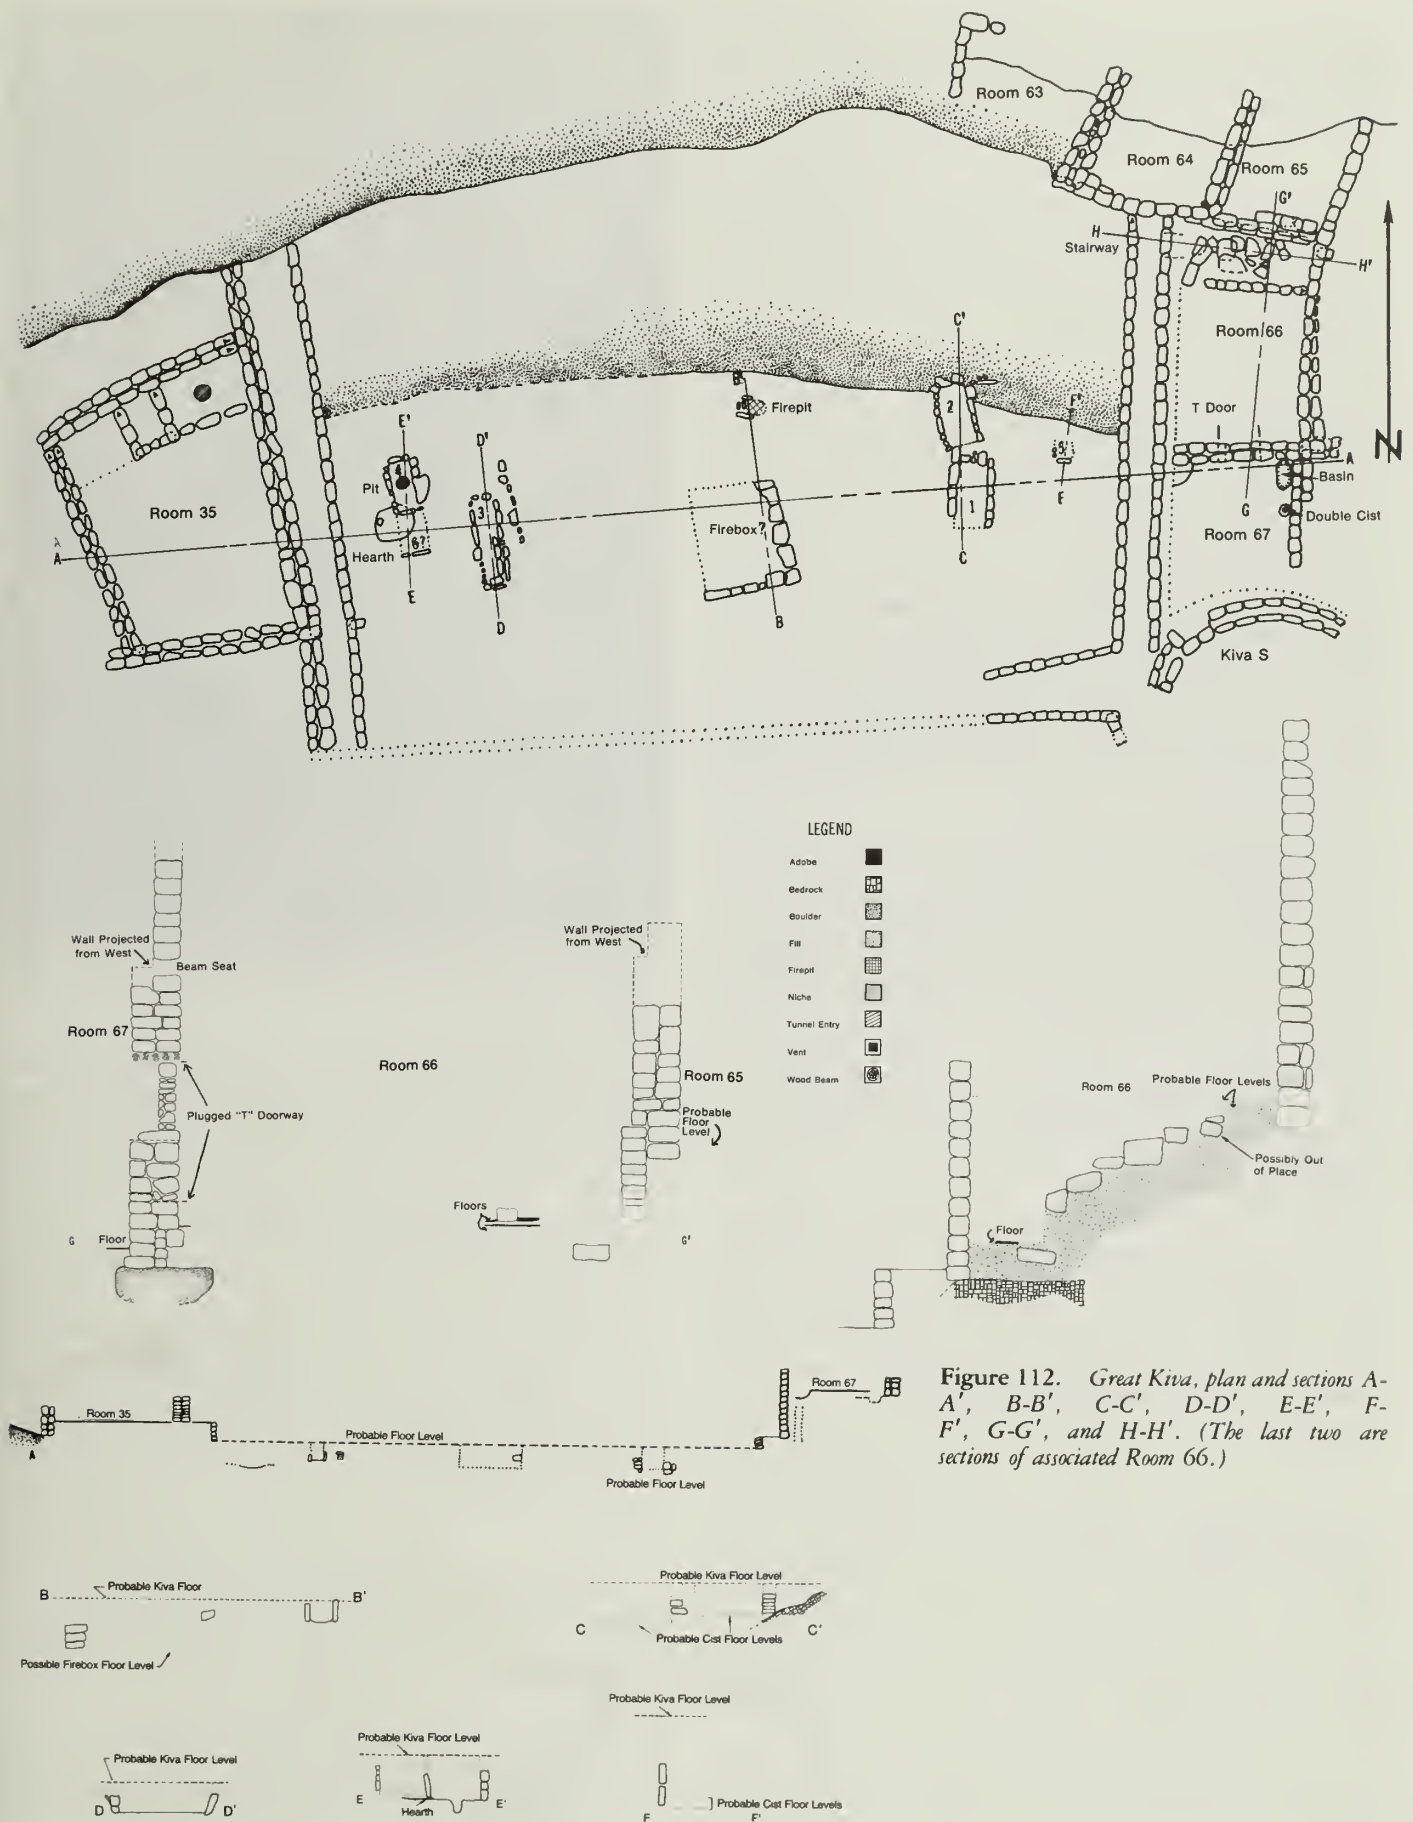 Room 63
Room 64
Room 65
G'
H
Stairway
H'
C'
Room 66
E'
D'
2
F'
T Door
N
Firepit
4
5
A
Pit
Basin
3
1
Room 35
Firebox?
G
Double Cist
6?
E
Room 67
A
Hearth
C
E
D
B
Kiva S
LEGEND
Adobe
Bedrock
Boulder
Fill
Firepit
Niche
Tunnel Entry
Vent
Wood Beam
Wall Projected
from West
Beam Seat
Room 67
Plugged "T" Doorway
G
Floor
Room 66
Wall Projected
from West
Room 65
Probable
Floor
Level
Floors
G'
Room 66
Probable Floor Levels
Possibly Out
of Place
Floor
Figure 112. Great Kiva, plan and sections A-
A', B-B', C-C', D-D', E-E', F-
F', G-G', and H-H'. (The last two are
sections of associated Room 66.)
Room 35
Room 67
Probable Floor Level
A
Probable Floor Level
B
Probable Kiva Floor
B'
Possible Firebox Floor Level
Probable Kiva Floor Level
C
C'
Probable Cist Floor Levels
Probable Kiva Floor Level
D
D'
Probable Kiva Floor Level
E
Hearth
E'
Probable Kiva Floor Level
Probable Cist Floor Levels
F
F'